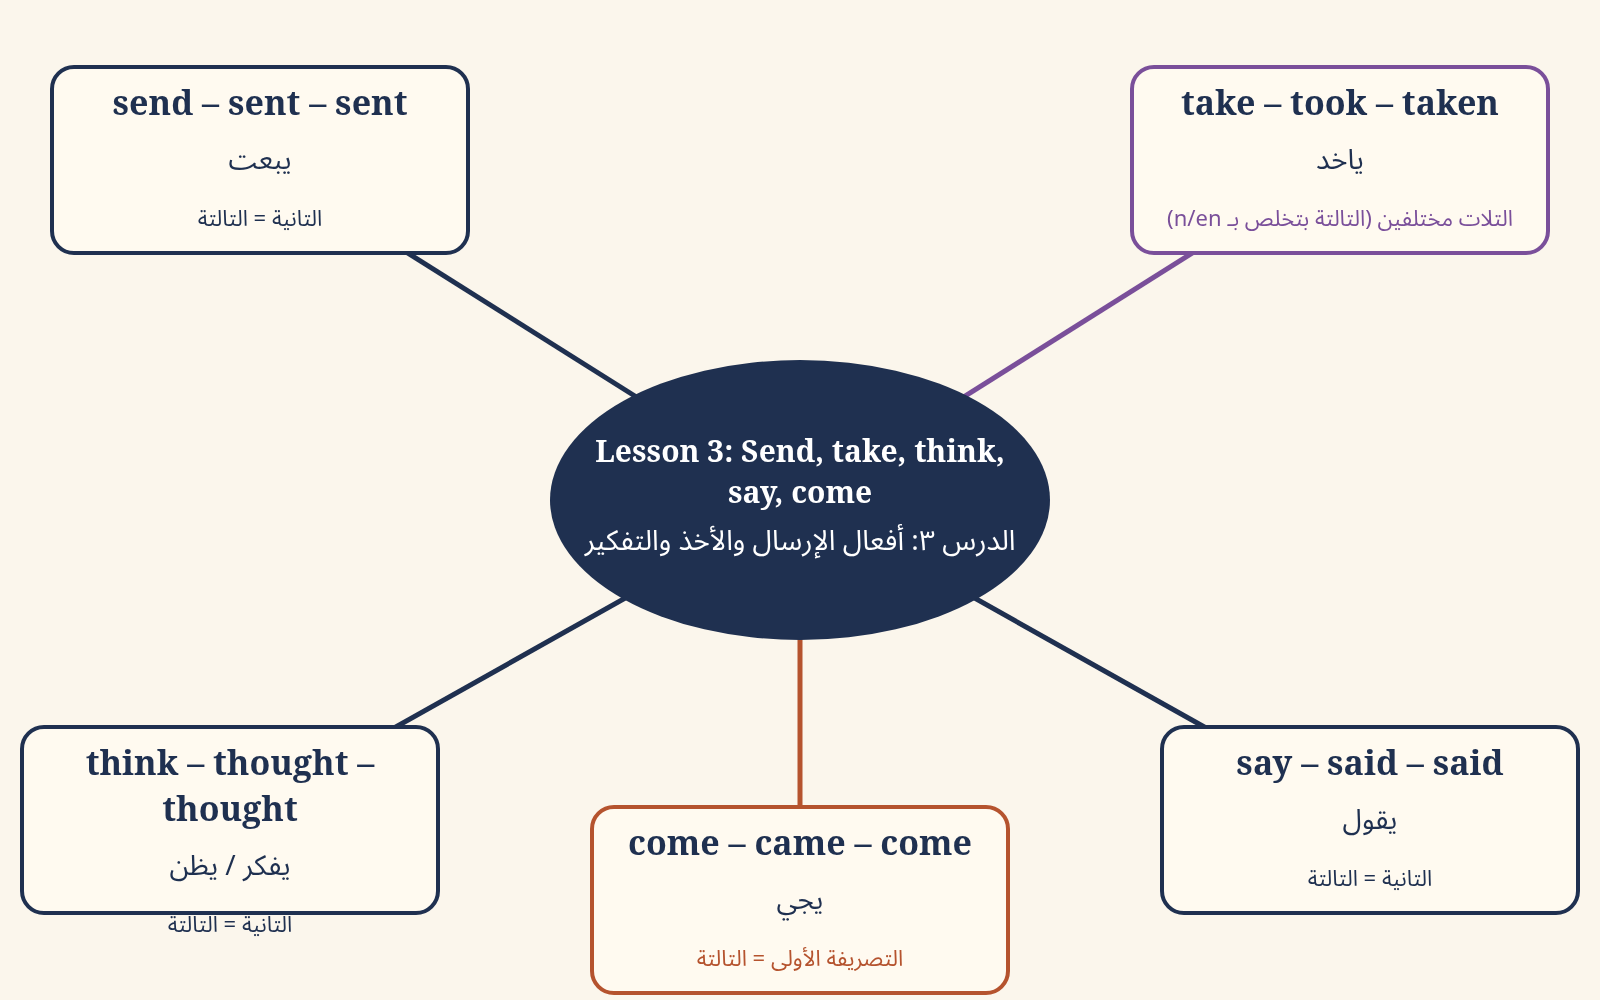 send – sent – sent
يبعت
التانية = التالتة
take – took – taken
ياخد
التلات مختلفين (التالتة بتخلص بـ n/en)
Lesson 3: Send, take, think,
say, come
الدرس ٣: أفعال الإرسال والأخذ والتفكير
think – thought –
thought
يفكر / يظن
التانية = التالتة
come – came – come
يجي
التصريفة الأولى = التالتة
say – said – said
يقول
التانية = التالتة